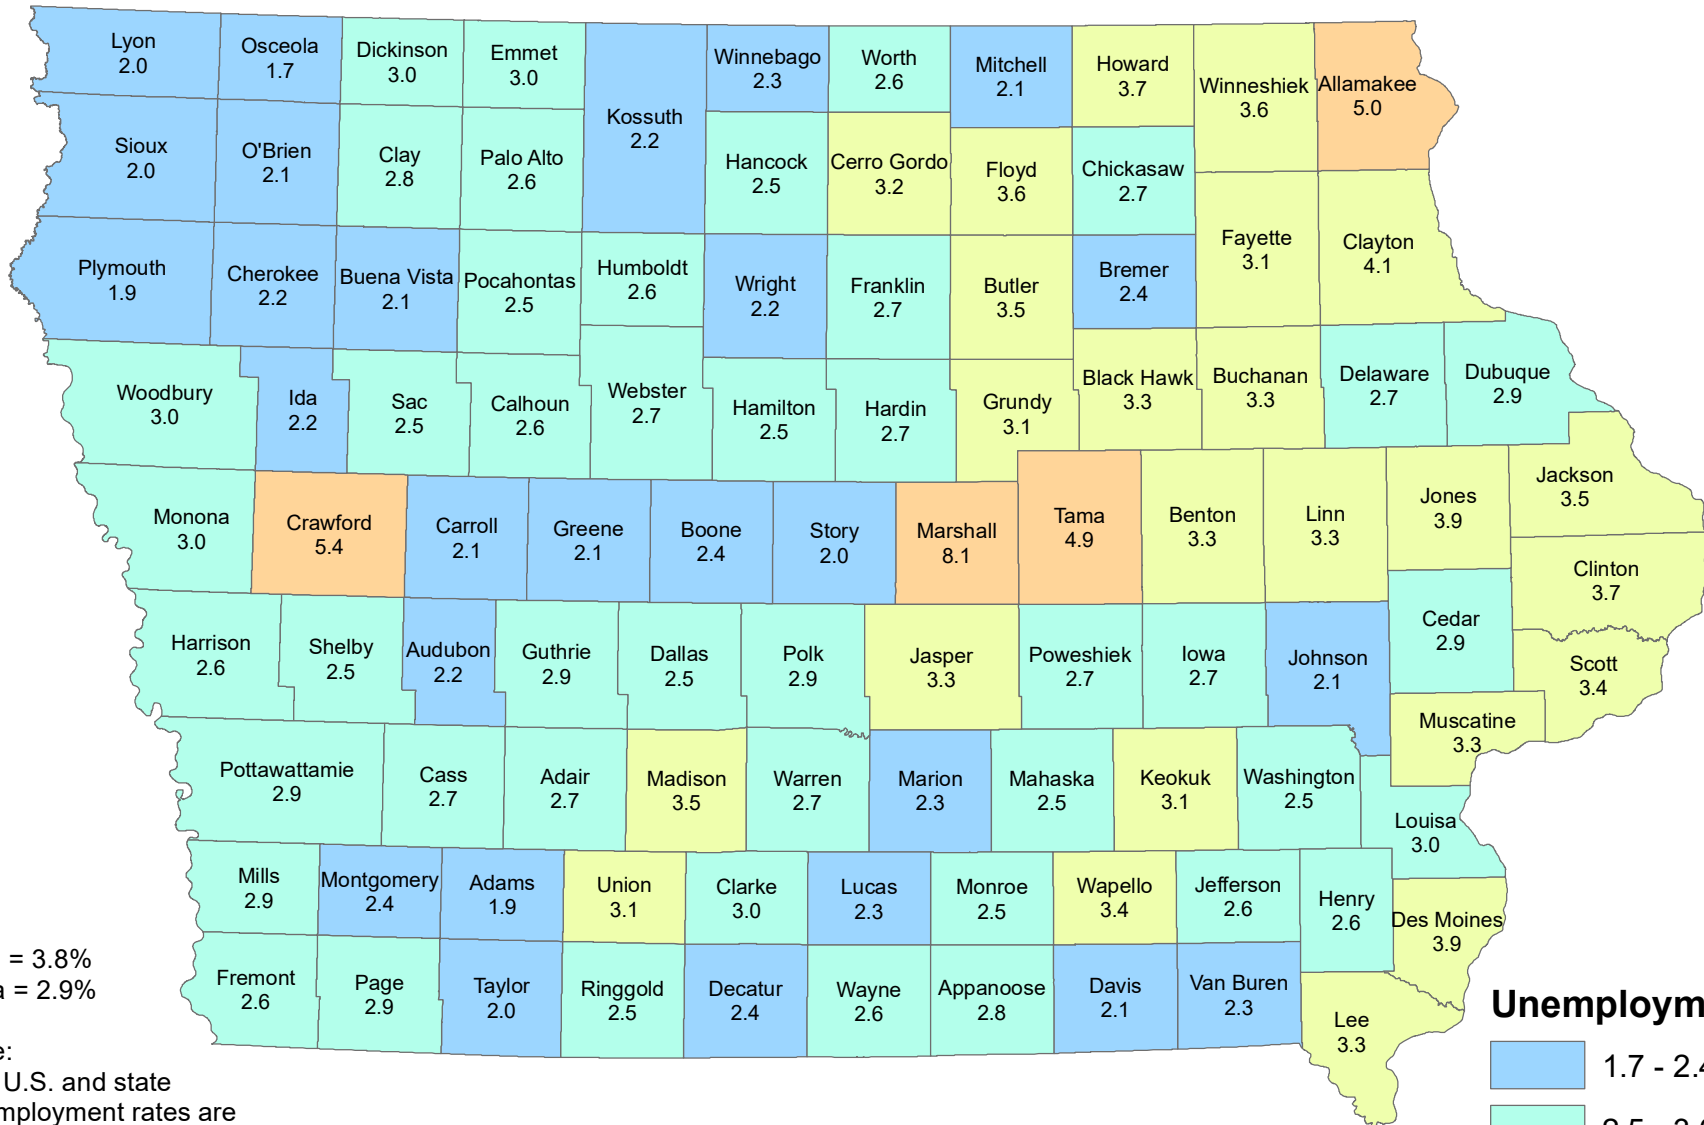 Lyon
2.0
Osceola
1.7
Dickinson
3.0
Emmet
3.0
Kossuth
2.2
Winnebago
2.3
Worth
2.6
Mitchell
2.1
Howard
3.7
Winneshiek
3.6
Allamakee
5.0
Sioux
2.0
O'Brien
2.1
Clay
2.8
Palo Alto
2.6
Hancock
2.5
Cerro Gordo
3.2
Floyd
3.6
Chickasaw
2.7
Plymouth
1.9
Cherokee
2.2
Buena Vista
2.1
Pocahontas
2.5
Humboldt
2.6
Wright
2.2
Franklin
2.7
Butler
3.5
Bremer
2.4
Fayette
3.1
Clayton
4.1
Woodbury
3.0
Ida
2.2
Sac
2.5
Calhoun
2.6
Webster
2.7
Hamilton
2.5
Hardin
2.7
Grundy
3.1
Black Hawk
3.3
Buchanan
3.3
Delaware
2.7
Dubuque
2.9
Monona
3.0
Crawford
5.4
Carroll
2.1
Greene
2.1
Boone
2.4
Story
2.0
Marshall
8.1
Tama
4.9
Benton
3.3
Linn
3.3
Jones
3.9
Jackson
3.5
Clinton
3.7
Harrison
2.6
Shelby
2.5
Audubon
2.2
Guthrie
2.9
Dallas
2.5
Polk
2.9
Jasper
3.3
Poweshiek
2.7
Iowa
2.7
Johnson
2.1
Cedar
2.9
Scott
3.4
Muscatine
3.3
Pottawattamie
2.9
Cass
2.7
Adair
2.7
Madison
3.5
Warren
2.7
Marion
2.3
Mahaska
2.5
Keokuk
3.1
Washington
2.5
Louisa
3.0
Mills
2.9
Montgomery
2.4
Adams
1.9
Union
3.1
Clarke
3.0
Lucas
2.3
Monroe
2.5
Wapello
3.4
Jefferson
2.6
Henry
2.6
Des Moines
3.9
Fremont
2.6
Page
2.9
Taylor
2.0
Ringgold
2.5
Decatur
2.4
Wayne
2.6
Appanoose
2.8
Davis
2.1
Van Buren
2.3
Lee
3.3
= 3.8%
a = 2.9%
e:
U.S. and state
mployment rates are
Unemploym
1.7 - 2.4